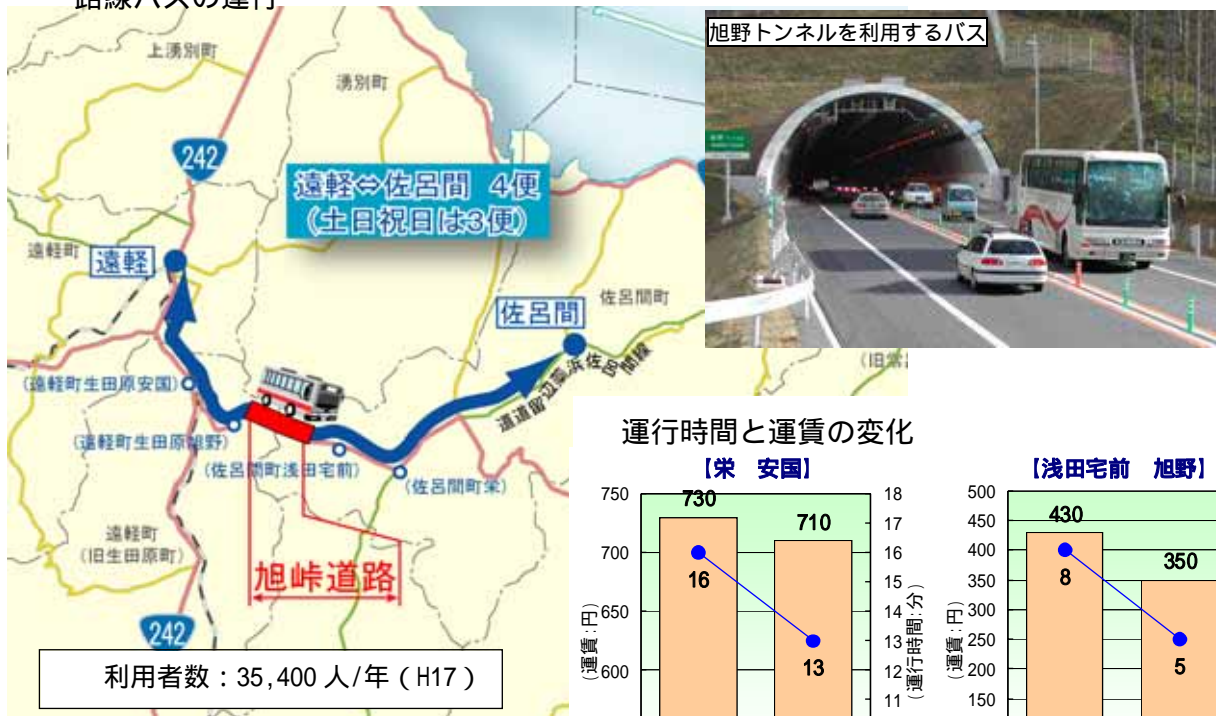 路線バスの運行
旭野トンネルを利用するバス
上湧別町
湧別町
242
遠軽⇔佐呂間 4便
(土日祝日は3便)
遠軽町
遠軽
佐呂間
佐呂間町
道道留辺蘂浜佐呂間線
(旧常呂
(遠軽町生田原安国)
(遠軽町生田原旭野)
(佐呂間町浅田宅前)
(佐呂間町栄)
遠軽町
(旧生田原町)
旭峠道路
242
利用者数：35,400 人/年（H17）
運行時間と運賃の変化
【栄 安国】
750
700
650
600
(運賃:円)
730
710
16
13
18
17
16
15
14
13
12
11
(運行時間:分)
【浅田宅前 旭野】
500
450
400
350
300
250
200
150
(運賃:円)
430
350
8
5